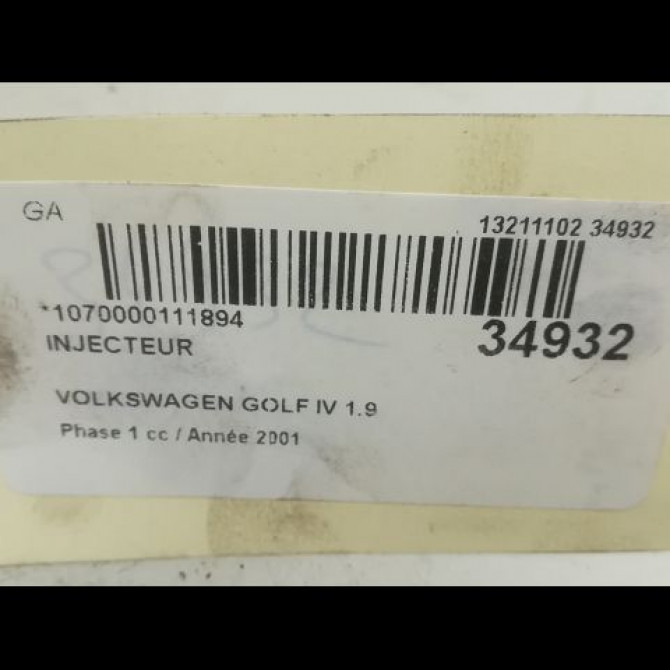 GA
13211102 34932
*1070000111894
34932
INJECTEUR
VOLKSWAGEN GOLF IV 1.9
Phase 1 cc / Année 2001